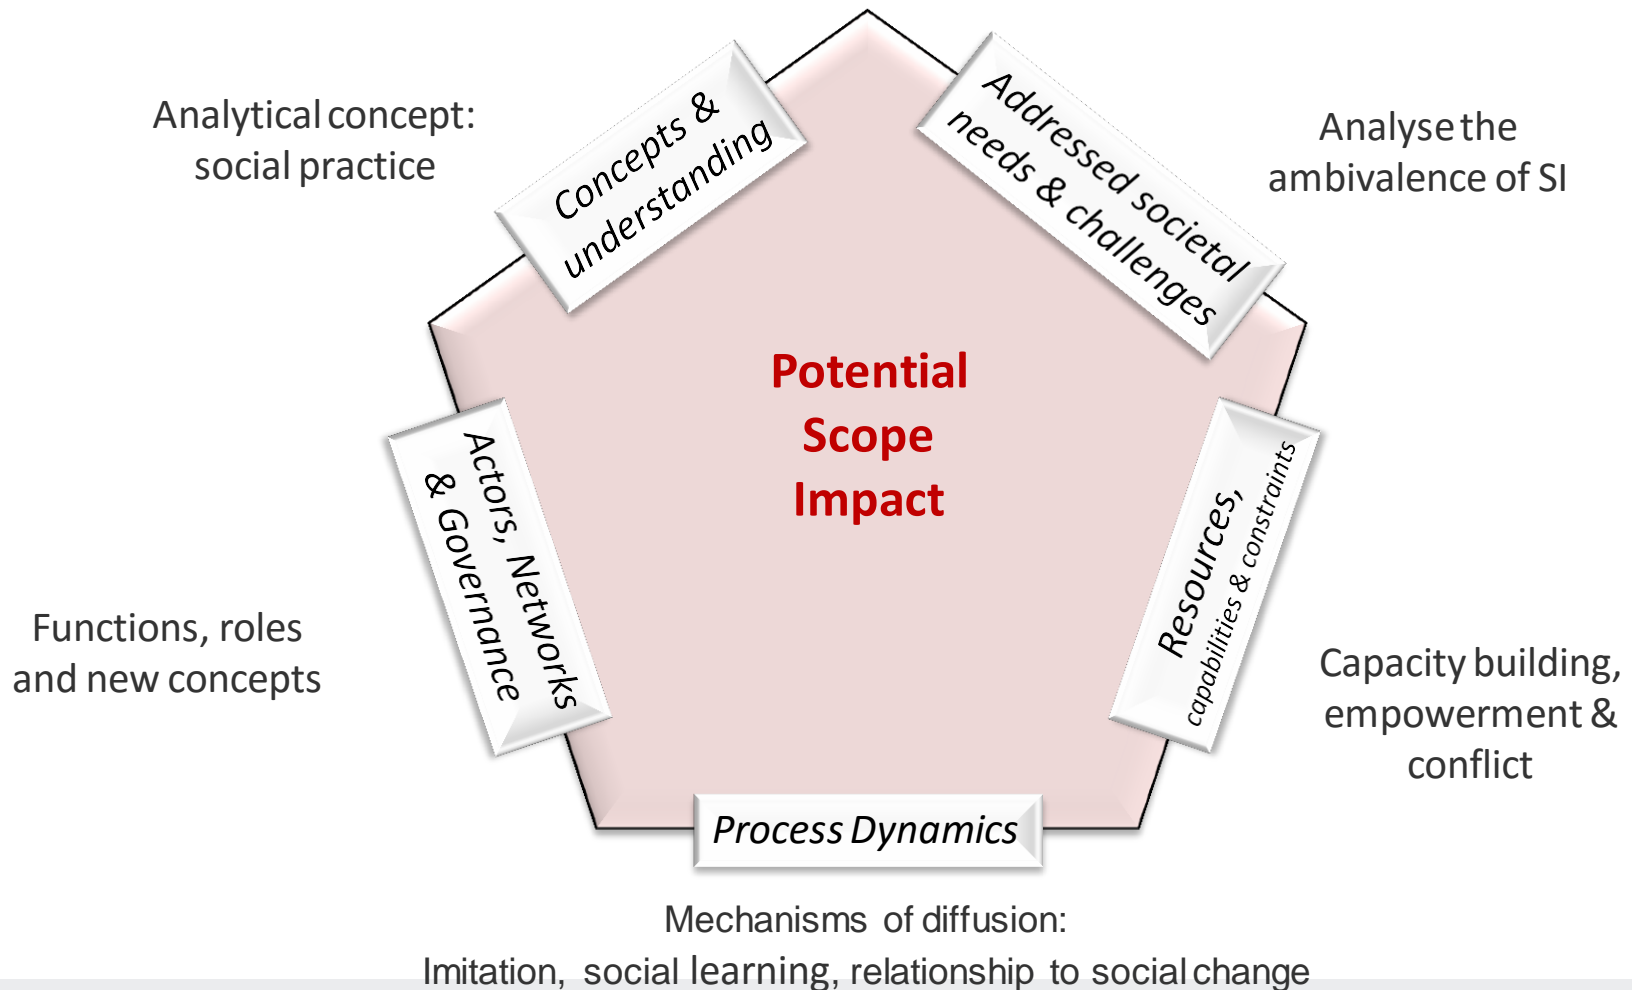 Analytical concept:
social practice
Concepts &
understanding
Addressed societal
needs & challenges
Analyse the
ambivalence of SI
Potential
Scope
Impact
Actors, Networks
& Governance
Functions, roles
and new concepts
Resources,
capabilities & constraints
Capacity building,
empowerment &
conflict
Process Dynamics
Mechanisms of diffusion:
Imitation, social learning, relationship to social change